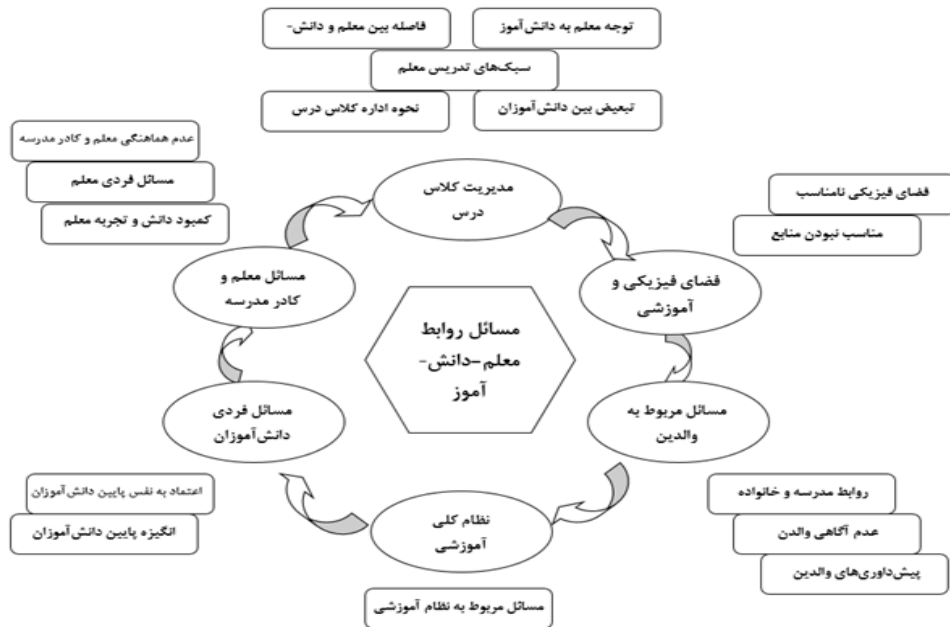 توجه معلم به دانش‌آموز
فاصله بین معلم و دانش-
سبک‌های تدریس معلم
تبعیض بین دانش‌آموزان
نحوه اداره کلاس درس
عدم هماهنگی معلم و کادر مدرسه
مسائل فردی معلم
کمبود دانش و تجربه معلم
مدیریت کلاس
درس
فضای فیزیکی نامناسب
مناسب نبودن منابع
فضای فیزیکی و
آموزشی
مسائل معلم و
کادر مدرسه
مسائل روابط
معلم–دانش-
آموز
مسائل مربوط به
والدین
مسائل فردی
دانش‌آموزان
روابط مدرسه و خانواده
عدم آگاهی والدن
پیش‌داوری‌های والدین
اعتماد به نفس پایین دانش‌آموزان
انگیزه پایین دانش‌آموزان
نظام کلی
آموزشی
مسائل مربوط به نظام آموزشی